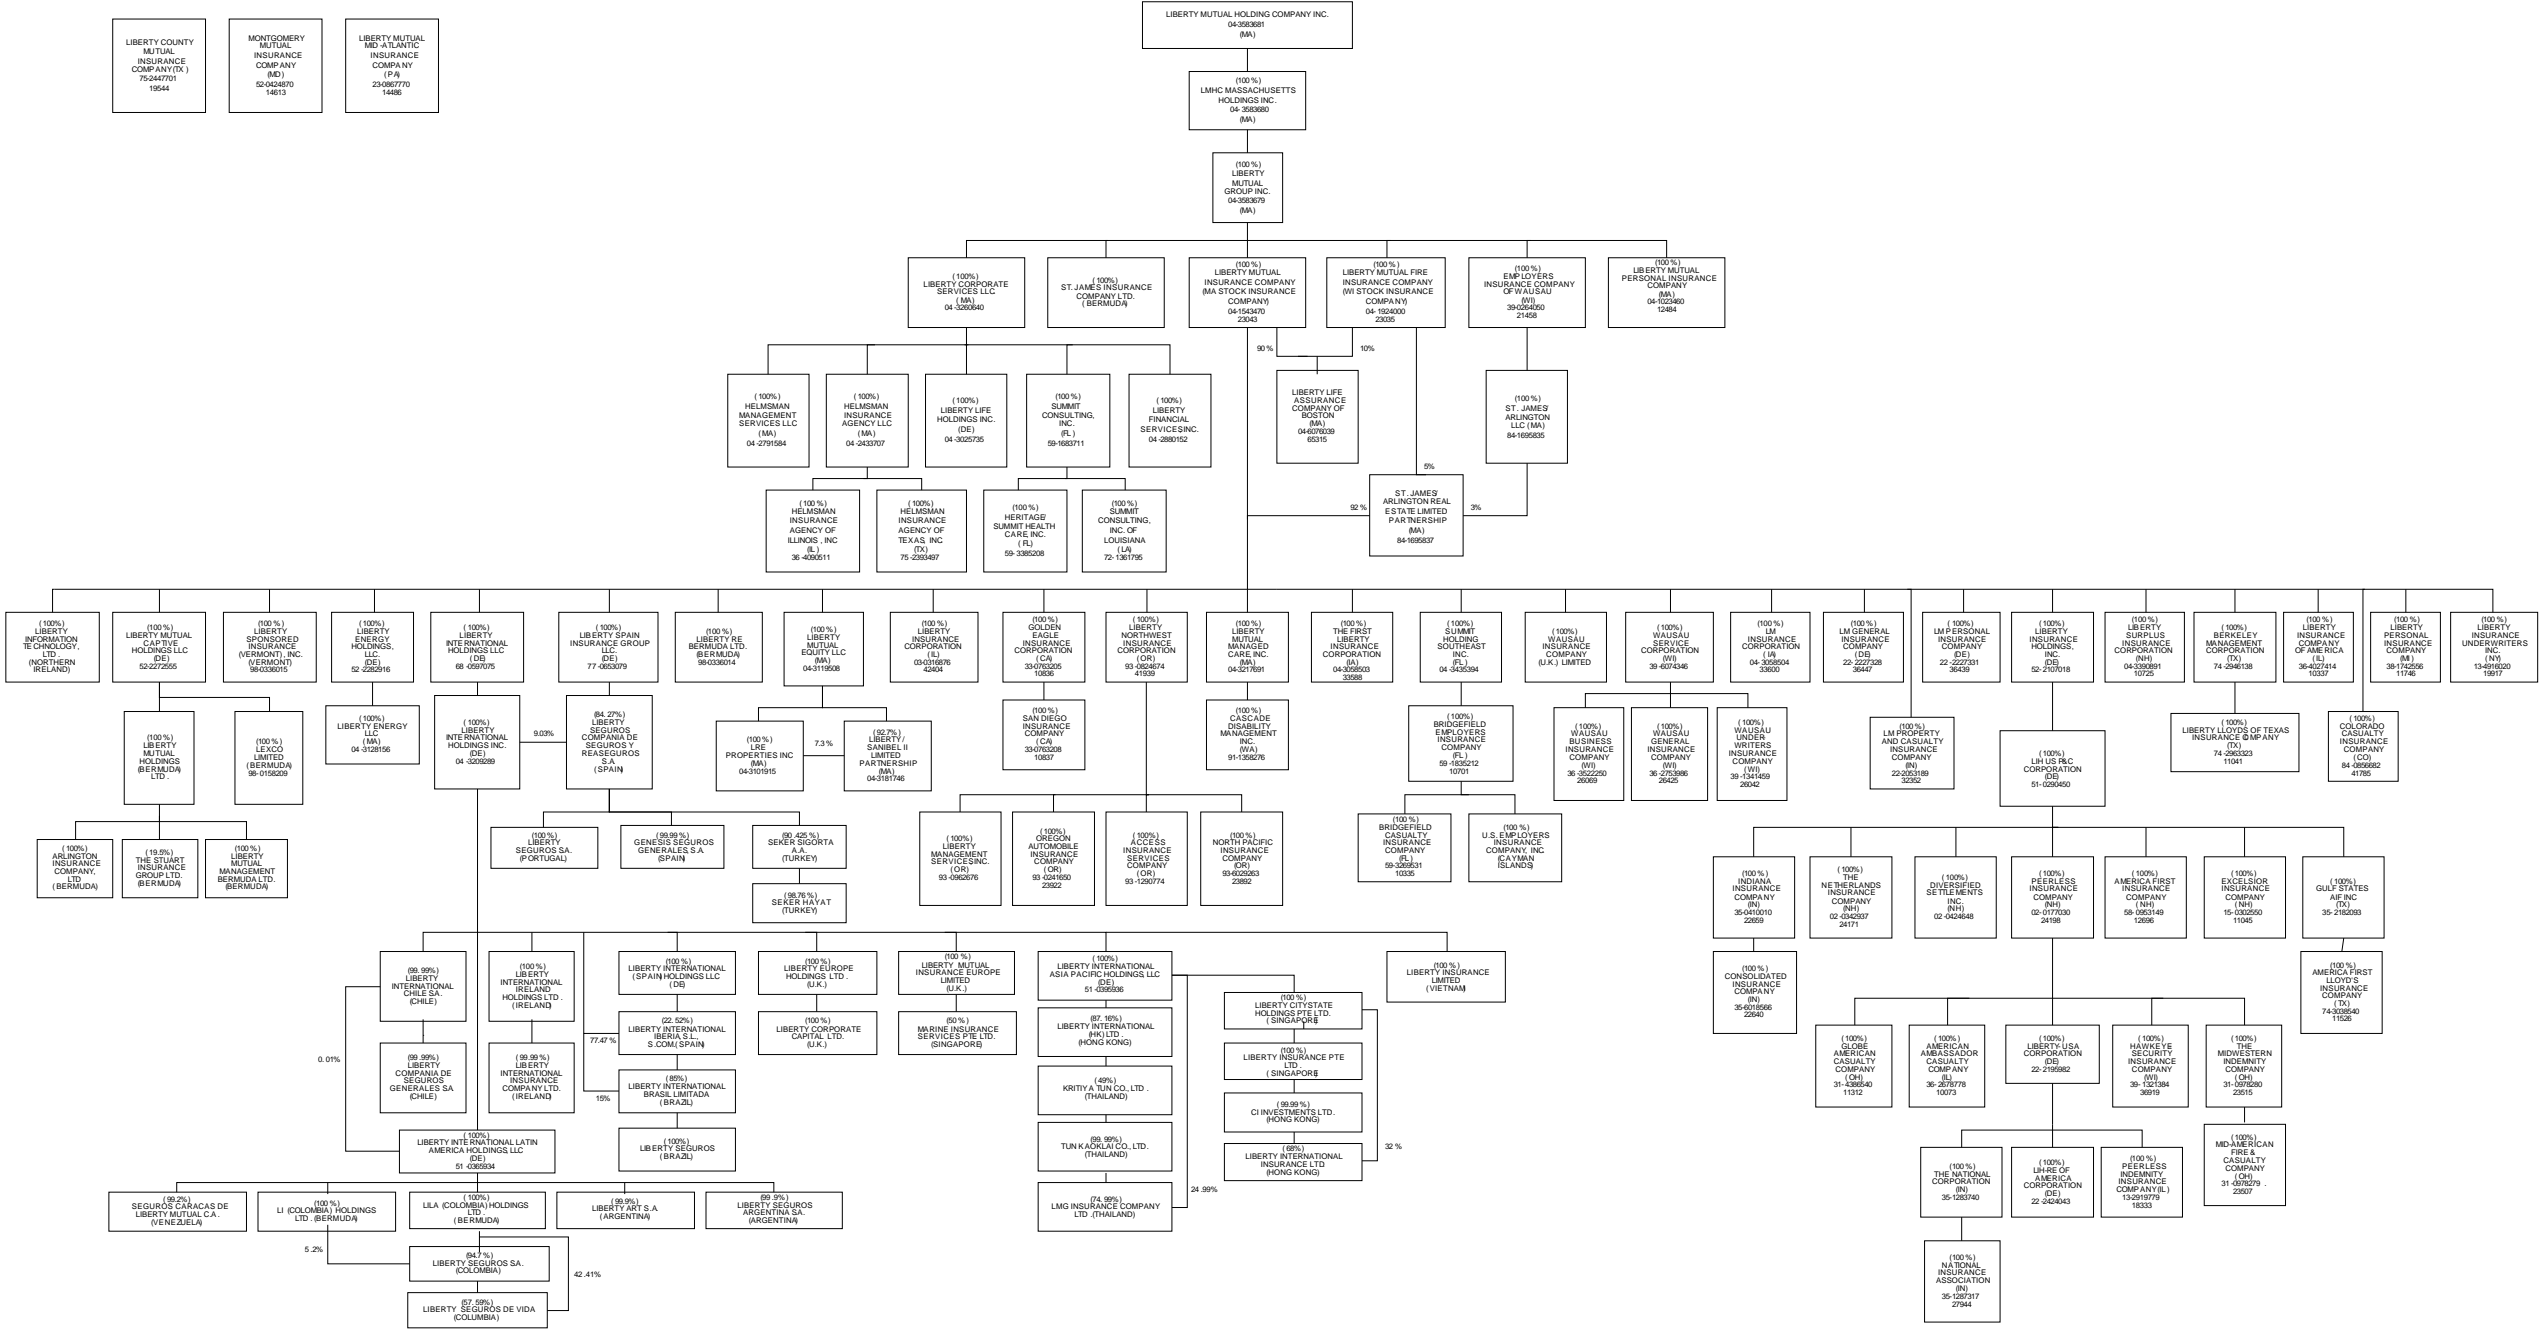 LIBERTY COUNTY
MUTUAL
INSURANCE
COMPANY(TX )
75-2447701
19544
MONTGOMERY
MUTUAL
INSURANCE
COMPANY
(MD)
52-0424870
14613
LIBERTY MUTUAL
MID -ATLANTIC
INSURANCE
COMPANY
( PA)
23-0867770
14486
LIBERTY MUTUAL HOLDING COMPANY INC.
04-3583681
(MA)
(100 %)
LMHC MASSACHUSETTS
HOLDINGS INC .
04- 3583680
(MA)
(100 %)
LIBERTY
MUTUAL
GROUP INC.
04-3583679
(MA)
( 100%)
LIBERTY CORPORATE
SERVICES LLC
( MA)
04 -3260640
( 100%)
ST. JAMES INSURANCE
COMPANY LTD.
( BERMUDA)
(100 %)
LIBERTY MUTUAL
INSURANCE COMPANY
(MA STOCK INSURANCE
COMPANY)
04-1543470
23043
(100 %)
LIBERTY MUTUAL FIRE
INSURANCE COMPANY
(WI STOCK INSURANCE
COMPANY)
04- 1924000
23035
(100 %)
EMPLOYERS
INSURANCE COMPANY
OF WAUSAU
(WI)
39-0264050
21458
(100 %)
LIBERTY MUTUAL
PERSONAL INSURANCE
COMPANY
(MA)
04-1023460
12484
90 %
10%
( 100%)
HELMSMAN
MANAGEMENT
SERVICES LLC
(MA)
04 -2791584
( 100%)
HELMSMAN
INSURANCE
AGENCY LLC
(MA)
04 -2433707
( 100%)
LIBERTY LIFE
HOLDINGS INC.
(DE)
04 -3025735
(100 %)
SUMMIT
CONSULTING,
INC.
(FL )
59-1683711
( 100%)
LIBERTY
FINANCIAL
SERVICES,INC.
04 -2880152
LIBERTY LIFE
ASSURANCE
COMPANY OF
BOSTON
(MA)
04-6076039
65315
(100 %)
ST . JAMES/
ARLINGTON
LLC ( MA)
84-1695835
5%
( 100 %)
HELMSMAN
INSURANCE
AGENCY OF
ILLINOIS , INC
(IL )
36 -4090511
(100%)
HELMSMAN
INSURANCE
AGENCY OF
TEXAS, INC
(TX)
75 -2393497
(100 %)
HERITAGE/
SUMMIT HEALTH
CARE, INC.
( FL)
59- 3385208
(100 %)
SUMMIT
CONSULTING,
INC. OF
LOUISIANA
( LA)
72- 1361795
ST . JAMES/
ARLINGTON REAL
ESTATE LIMITED
PARTNERSHIP
(MA)
84-1695837
92 %
3%
(100%)
LIBERTY
INFORMATION
TECHNOLOGY,
LTD .
(NORTHERN
IRELAND)
(100 %)
LIBERTY MUTUAL
CAPTIVE
HOLDINGS LLC
(DE)
52-2272555
(100 %)
LIBERTY
SPONSORED
INSURANCE
(VERMONT), INC.
(VERMONT)
98-0336015
( 100%)
LIBERTY
ENERGY
HOLDINGS,
LLC.
(DE)
52 -2282916
( 100%)
LIBERTY
INTERNATIONAL
HOLDINGS LLC
( DE)
68 -0597075
( 100%)
LIBERTY SPAIN
INSURANCE GROUP
LLC.
(DE)
77 -0653079
(100 %)
LIBERTY RE
BERMUDA LTD.
(BERMUDA)
98-0336014
( 100%)
LIBERTY
MUTUAL
EQUITY LLC
(MA)
04-3119508
( 100%)
LIBERTY
INSURANCE
CORPORATION
(IL)
03-0316876
42404
( 100%)
GOLDEN
EAGLE
INSURANCE
CORPORATION
( CA)
33-0763205
10836
( 100%)
LIBERTY
NORTHWEST
INSURANCE
CORPORATION
(OR)
93 -0824674
41939
(100%)
LIBERTY
MUTUAL
MANAGED
CARE, INC.
(MA)
04-3217691
(100%)
THE FIRST
LIBERTY
INSURANCE
CORPORATION
(IA)
04-3058503
33588
(100%)
SUMMIT
HOLDING
SOUTHEAST
INC.
(FL )
04 -3435394
(100%)
WAUSAU
INSURANCE
COMPANY
(U.K. ) LIMITED
(100%)
WAUSAU
SERVICE
CORPORATION
(WI)
39 -6074346
(100%)
LM
INSURANCE
CORPORATION
( IA)
04- 3058504
33600
(100%)
LM GENERAL
INSURANCE
COMPANY
( DE)
22- 2227328
36447
(100%)
LM PERSONAL
INSURANCE
COMPANY
(DE)
22 -2227331
36439
(100%)
LIBERTY
INSURANCE
HOLDINGS,
INC.
(DE)
52- 2107018
(100 %)
LIBERTY
SURPLUS
INSURANCE
CORPORATION
(NH)
04-3390891
10725
(100%)
BERKELEY
MANAGEMENT
CORPORATION
(TX)
74 -2946138
(100 %)
LIBERTY
INSURANCE
COMPANY
OF AMERICA
( IL)
36-4027414
10337
(100%)
LIBERTY
PERSONAL
INSURANCE
COMPANY
(MI)
38-1742556
11746
(100 %)
LIBERTY
INSURANCE
UNDERWRITERS
INC.
( NY)
13-4916020
19917
(100 %)
LIBERTY
MUTUAL
HOLDINGS
(BERMUDA)
LTD .
(100 %)
LEXCO
LIMITED
( BERMUDA)
98- 0158209
( 100%)
LIBERTY ENERGY
LLC
( MA)
04 -3128156
( 100%)
LIBERTY
INTERNATIONAL
HOLDINGS INC.
(DE)
04 -3209289
9.03%
(84. 27%)
LIBERTY
SEGUROS
COMPANIA DE
SEGUROS Y
REASEGUROS
S.A
( SPAIN)
(100 %)
LRE
PROPERTIES INC
(MA)
04-3101915
7.3 %
(92.7%)
LIBERTY /
SANIBEL II
LIMITED
PARTNERSHIP
(MA)
04-3181746
(100 %)
SAN DIEGO
INSURANCE
COMPANY
( CA)
33-0763208
10837
(100 %)
CASCADE
DISABILITY
MANAGEMENT
INC.
(WA)
91-1358276
(100%)
BRIDGEFIELD
EMPLOYERS
INSURANCE
COMPANY
(FL)
59 -1835212
10701
(100%)
WAUSAU
BUSINESS
INSURANCE
COMPANY
(WI)
36 -3522250
26069
(100%)
WAUSAU
GENERAL
INSURANCE
COMPANY
(WI)
36 -2753986
26425
(100%)
WAUSAU
UNDER-
WRITERS
INSURANCE
COMPANY
( WI)
39 -1341459
26042
(100 %)
LM PROPERTY
AND CASUALTY
INSURANCE
COMPANY
(IN)
22-2053189
32352
(100%)
LIH US P&C
CORPORATION
(DE)
51- 0290450
(100%)
LIBERTY LLOYDS OF TEXAS
INSURANCE COMPANY
(TX)
74 -2963323
11041
(100%)
COLORADO
CASUALTY
INSURANCE
COMPANY
(CO)
84 -0856682
41785
( 100%)
ARLINGTON
INSURANCE
COMPANY,
LTD
( BERMUDA)
(19.5%)
THE STUART
INSURANCE
GROUP LTD.
(BERMUDA)
(100 %)
LIBERTY
MUTUAL
MANAGEMENT
BERMUDA LTD.
(BERMUDA)
(100 %)
LIBERTY
SEGUROS SA.
(PORTUGAL)
(99.99 %)
GENESIS SEGUROS
GENERALES, S.A.
(SPAIN)
(90 .425 %)
SEKER SIGORTA
A.A.
(TURKEY)
(98.76 %)
SEKER HAYAT
(TURKEY)
( 100%)
LIBERTY
MANAGEMENT
SERVICES,INC.
( OR)
93 -0962676
(100%)
OREGON
AUTOMOBILE
INSURANCE
COMPANY
( OR)
93 -0241650
23922
( 100%)
ACCESS
INSURANCE
SERVICES
COMPANY
( OR)
93 -1290774
(100 %)
NORTH PACIFIC
INSURANCE
COMPANY
(OR)
93-6029263
23892
(100 %)
BRIDGEFIELD
CASUALTY
INSURANCE
COMPANY
(FL)
59-3269531
10335
(100 %)
U.S. EMPLOYERS
INSURANCE
COMPANY, INC
(CAYMAN
ISLANDS)
(100 %)
INDIANA
INSURANCE
COMPANY
(IN)
35-0410010
22659
( 100%)
THE
NETHERLANDS
INSURANCE
COMPANY
(NH)
02 -0342937
24171
(100%)
DIVERSIFIED
SETTLEMENTS
INC.
(NH)
02 -0424648
(100%)
PEERLESS
INSURANCE
COMPANY
(NH)
02- 0177030
24198
(100%)
AMERICA FIRST
INSURANCE
COMPANY
( NH)
58- 0953149
12696
( 100%)
EXCELSIOR
INSURANCE
COMPANY
( NH)
15- 0302550
11045
(100%)
GULF STATES
AIF INC
(TX)
35- 2182093
(99. 99%)
LIBERTY
INTERNATIONAL
CHILE SA.
(CHILE)
(100 %)
LIBERTY
INTERNATIONAL
IRELAND
HOLDINGS LTD .
( IRELAND)
(100 %)
LIBERTY INTERNATIONAL
( SPAIN) HOLDINGS LLC
( DE)
(100 %)
LIBERTY EUROPE
HOLDINGS LTD .
(U.K.)
(100 %)
LIBERTY MUTUAL
INSURANCE EUROPE
LIMITED
(U.K.)
( 100%)
LIBERTY INTERNATIONAL
ASIA PACIFIC HOLDINGS, LLC
(DE)
51 -0395936
(100 %)
LIBERTY INSURANCE
LIMITED
( VIETNAM)
(100 %)
CONSOLIDATED
INSURANCE
COMPANY
(IN)
35-6018566
22640
(100 %)
AMERICA FIRST
LLOYD'S
INSURANCE
COMPANY
( TX)
74-3038540
11526
(100 %)
LIBERTY CITYSTATE
HOLDINGS PTE LTD.
( SINGAPORE)
0. 01%
(99 .99%)
LIBERTY
COMPANIA DE
SEGUROS
GENERALES SA
(CHILE)
( 99.99 %)
LIBERTY
INTERNATIONAL
INSURANCE
COMPANY LTD.
( IRELAND)
77.47 %
(22. 52%)
LIBERTY INTERNATIONAL
IBERIA, S.L.,
S.COM.( SPAIN)
(100 %)
LIBERTY CORPORATE
CAPITAL LTD.
(U.K.)
(50 %)
MARINE INSURANCE
SERVICES PTE LTD.
(SINGAPORE)
(87. 16%)
LIBERTY INTERNATIONAL
(HK) LTD .
(HONG KONG)
(100 %)
LIBERTY INSURANCE PTE
LTD .
( SINGAPORE)
15%
( 85%)
LIBERTY INTERNATIONAL
BRASIL LIMITADA
( BRAZIL)
(49%)
KRITIYA TUN CO., LTD .
(THAILAND)
( 99.99 %)
CI INVESTMENTS LTD.
(HONG KONG)
( 100%)
LIBERTY SEGUROS
( BRAZIL)
(99. 99%)
TUN KAOKLAI CO., LTD.
(THAILAND)
( 68%)
LIBERTY INTERNATIONAL
INSURANCE LTD.
(HONG KONG)
32 %
( 100%)
LIBERTY INTERNATIONAL LATIN
AMERICA HOLDINGS, LLC
(DE)
51 -0365934
(74. 99%)
LMG INSURANCE COMPANY
LTD .(THAILAND)
24 .99%
(100%)
GLOBE
AMERICAN
CASUALTY
COMPANY
( OH)
31- 4386540
11312
(100%)
AMERICAN
AMBASSADOR
CASUALTY
COMPANY
(IL)
36- 2678778
10073
( 100%)
LIBERTY- USA
CORPORATION
(DE)
22- 2195982
(100%)
HAWKEYE
SECURITY
INSURANCE
COMPANY
(WI)
39- 1321384
36919
(100%)
THE
MIDWESTERN
INDEMNITY
COMPANY
(OH)
31- 0978280
23515
(100%)
MID-AMERICAN
FIRE &
CASUALTY
COMPANY
( OH)
31 -0978279 .
23507
( 99.2%)
SEGUROS CARACAS DE
LIBERTY MUTUAL C.A .
(VENEZUELA)
(100 %)
LI (COLOMBIA) HOLDINGS
LTD . (BERMUDA)
( 100%)
LILA (COLOMBIA) HOLDINGS
LTD .
( BERMUDA)
( 99.9%)
LIBERTY ART S.A.
(ARGENTINA)
(99 .9%)
LIBERTY SEGUROS
ARGENTINA SA.
(ARGENTINA)
(100 %)
THE NATIONAL
CORPORATION
(IN)
35-1283740
( 100%)
LIH-RE OF
AMERICA
CORPORATION
(DE)
22 -2424043
(100 %)
PEERLESS
INDEMNITY
INSURANCE
COMPANY(IL)
13-2919779
18333
5 .2%
(94.7 %)
LIBERTY SEGUROS SA.
(COLOMBIA)
42 .41%
(57. 59%)
LIBERTY SEGUROS DE VIDA
(COLUMBIA)
(100 %)
NATIONAL
INSURANCE
ASSOCIATION
(IN)
35-1287317
27944